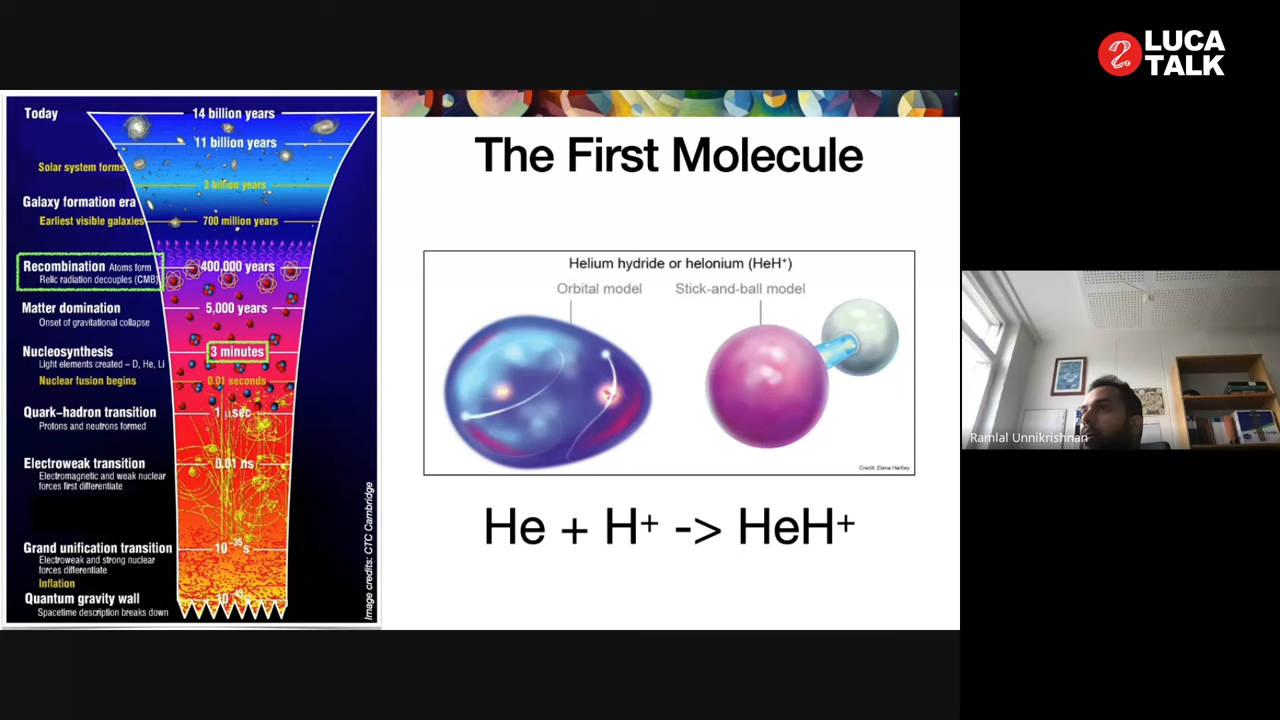 LUCA
TALK
Today
14 billion years
11 billion years
Solar system forms
3 billion years
Galaxy formation era
Earliest visible galaxies
700 million years
Recombination Atoms form
Relic radiation decouples (CMB)
400,000 years
Matter domination
Onset of gravitational collapse
5,000 years
Nucleosynthesis
Light elements created – D, He, Li
3 minutes
Nuclear fusion begins
0.01 seconds
Quark–hadron transition
Protons and neutrons formed
1 μsec
Electroweak transition
Electromagnetic and weak nuclear
forces first differentiate
0.01 ns
Grand unification transition
Electroweak and strong nuclear
forces differentiate
10⁻³⁵s
Inflation
Quantum gravity wall
Spacetime description breaks down
Image credits: CTC Cambridge
The First Molecule
Helium hydride or helonium (HeH⁺)
Orbital model
Stick-and-ball model
Credit: Elena Hartley
He + H⁺ -> HeH⁺
Ramlal Unnikrishnan